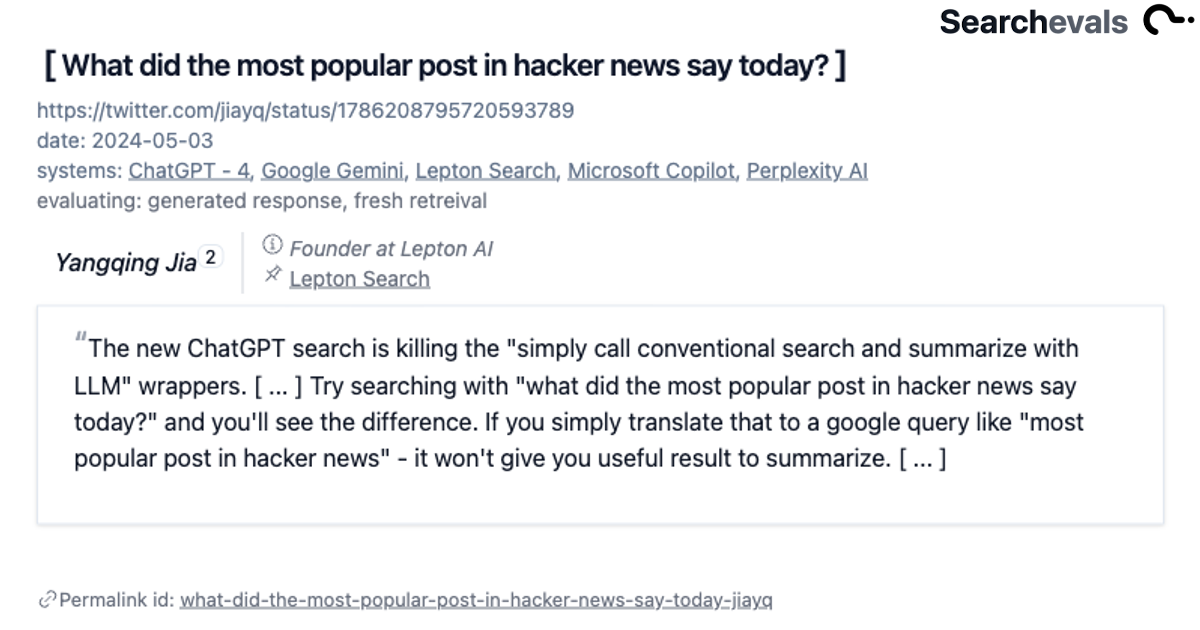 Searchevals
[ What did the most popular post in hacker news say today? ]
https://twitter.com/jiayq/status/1786208795720593789
date: 2024-05-03
systems: ChatGPT - 4, Google Gemini, Lepton Search, Microsoft Copilot, Perplexity AI
evaluating: generated response, fresh retreival
Yangqing Jia 2
Founder at Lepton AI
Lepton Search
"The new ChatGPT search is killing the "simply call conventional search and summarize with
LLM" wrappers. [ ... ] Try searching with "what did the most popular post in hacker news say
today?" and you'll see the difference. If you simply translate that to a google query like "most
popular post in hacker news" - it won't give you useful result to summarize. [ ... ]
Permalink id: what-did-the-most-popular-post-in-hacker-news-say-today-jiayq